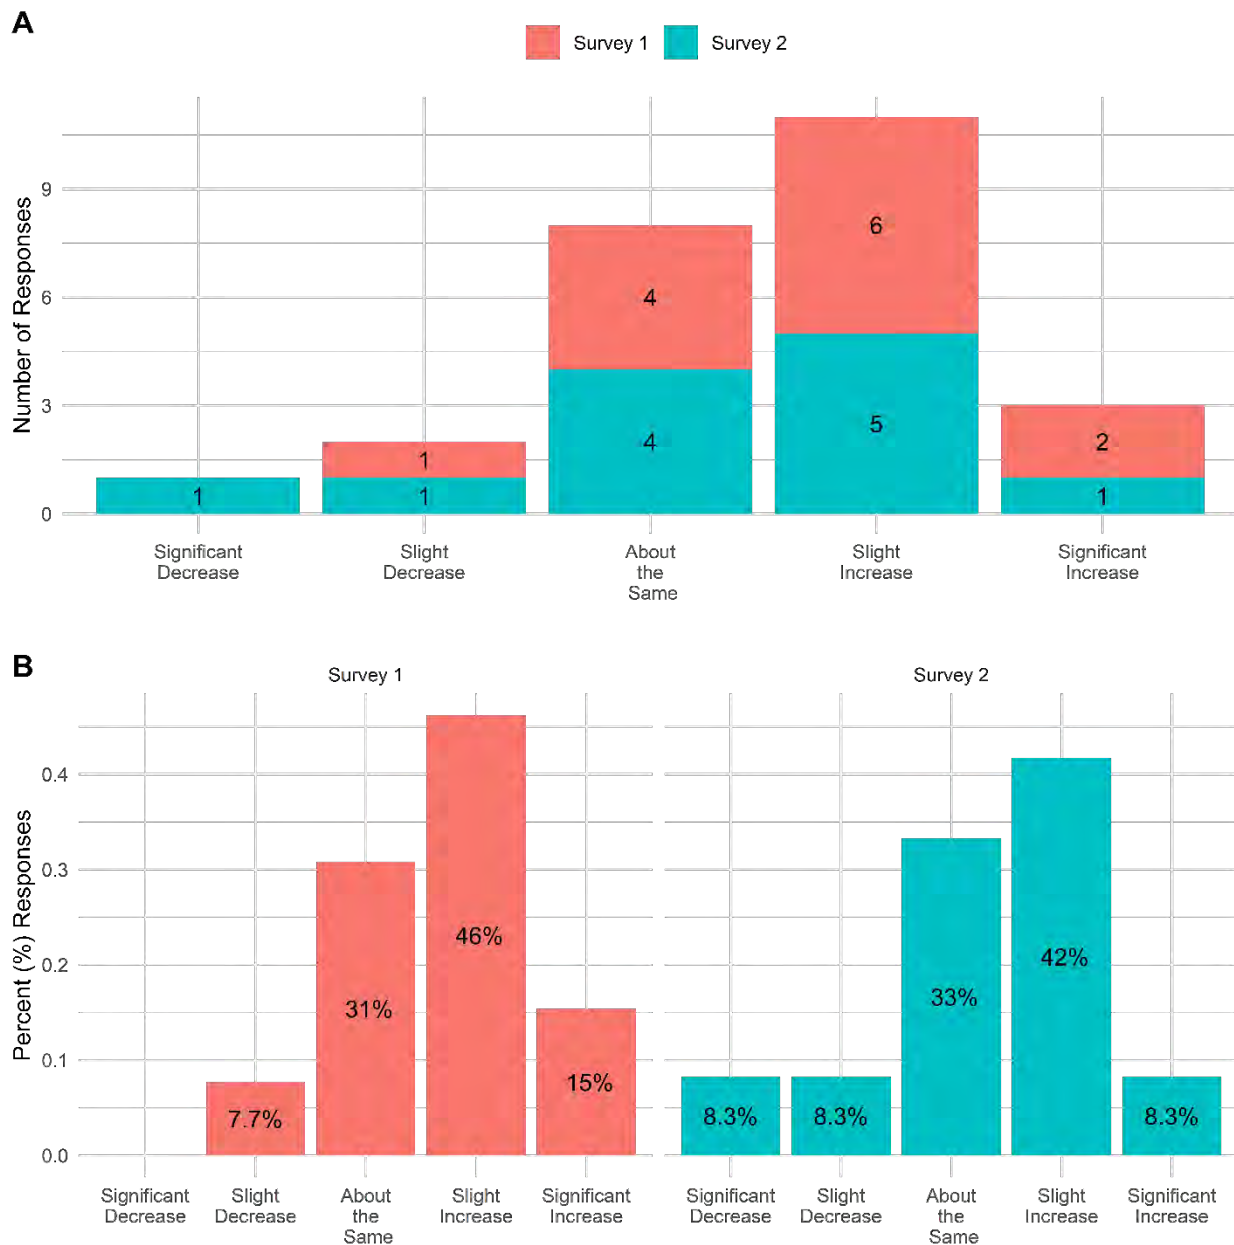 A
Survey 1 Survey 2
Number of Responses
9
6
3
0
6
4
5
4
2
1
1
1
1
Significant
Decrease
Slight
Decrease
About
the
Same
Slight
Increase
Significant
Increase
B
Survey 1
Survey 2
Percent (%) Responses
0.4
0.3
0.2
0.1
0.0
7.7%
31%
46%
15%
8.3%
8.3%
33%
42%
8.3%
Significant
Decrease
Slight
Decrease
About
the
Same
Slight
Increase
Significant
Increase
Significant
Decrease
Slight
Decrease
About
the
Same
Slight
Increase
Significant
Increase